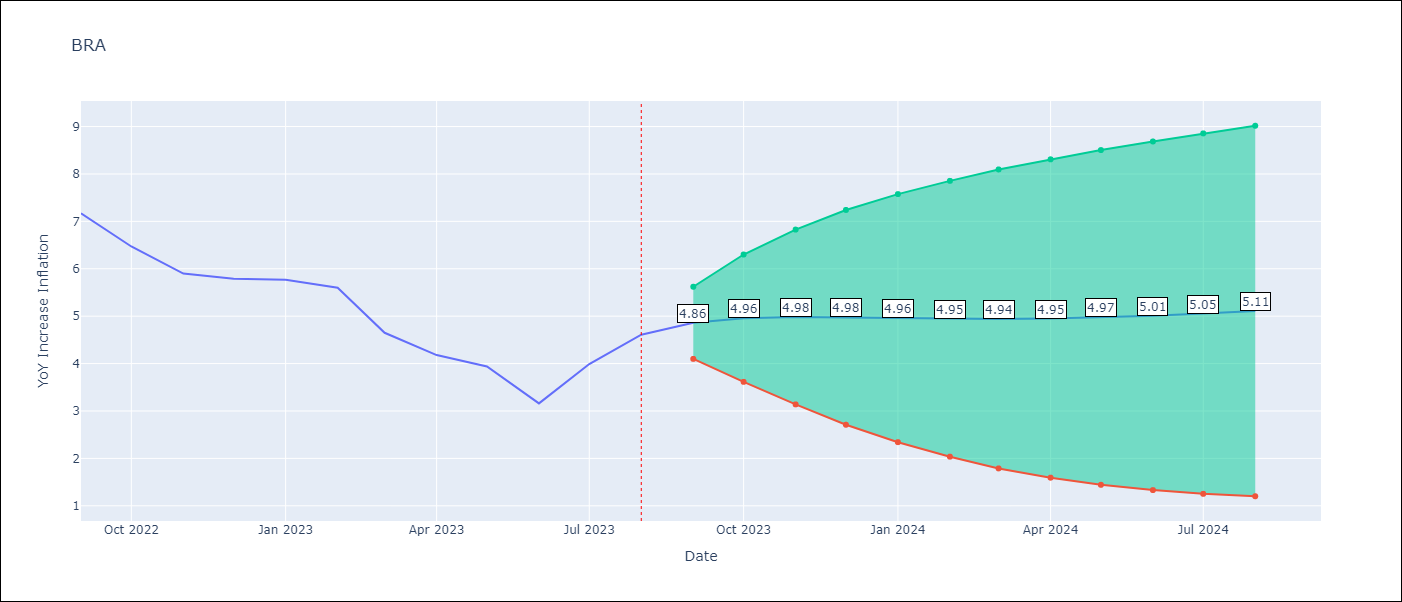 BRA
YoY Increase Inflation
9
8
7
6
5
4
3
2
1
4.86
4.96
4.98
4.98
4.96
4.95
4.94
4.95
4.97
5.01
5.05
5.11
Oct 2022
Jan 2023
Apr 2023
Jul 2023
Oct 2023
Jan 2024
Apr 2024
Jul 2024
Date